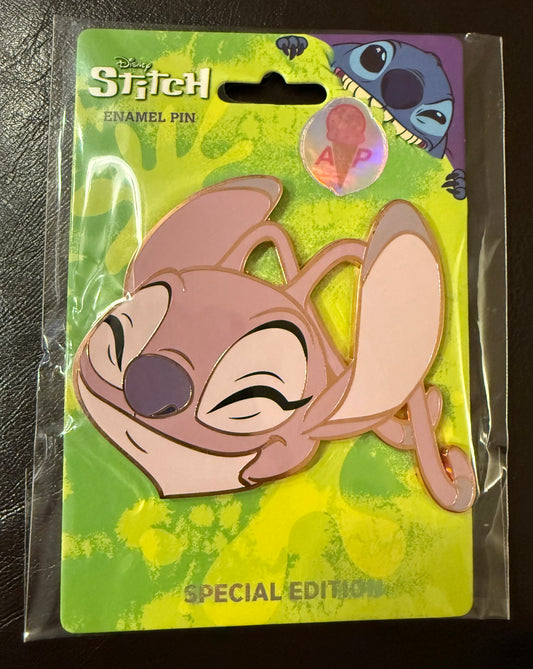 Disney
STiTCH
ENAMEL PIN
AP
SPECIAL EDITION